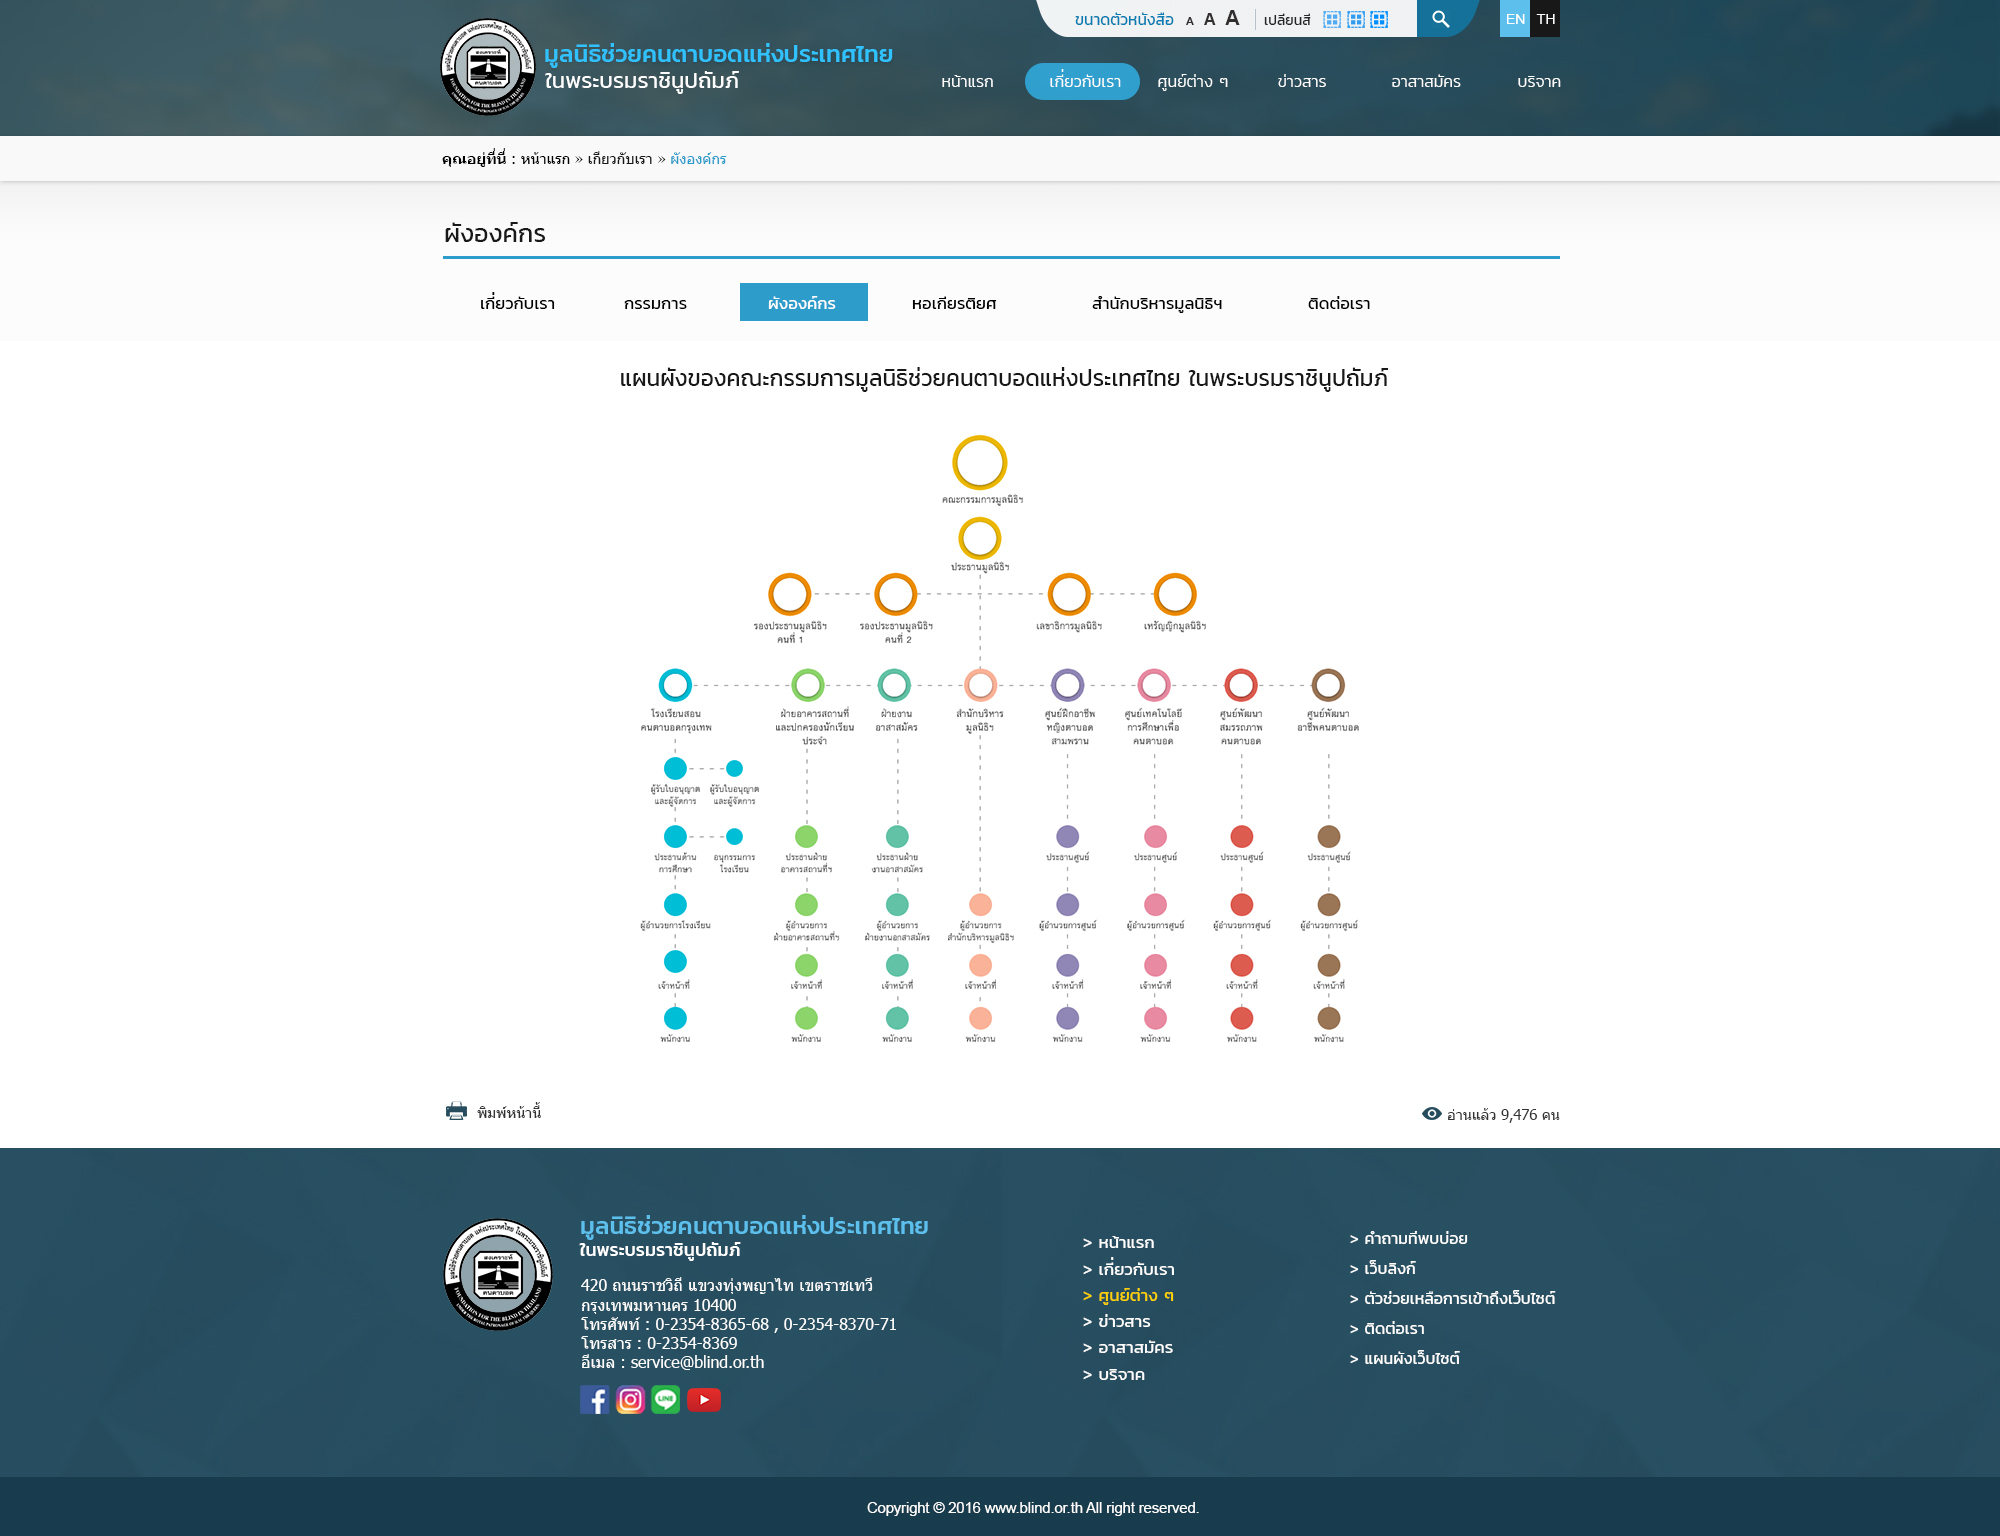 ขนาดตัวหนังสือ A A A เปลี่ยนสี EN TH
มูลนิธิช่วยคนตาบอดแห่งประเทศไทย
ในพระบรมราชินูปถัมภ์
หน้าแรก เกี่ยวกับเรา ศูนย์ต่าง ๆ ข่าวสาร อาสาสมัคร บริจาค
คุณอยู่ที่นี่ : หน้าแรก » เกี่ยวกับเรา » ผังองค์กร
ผังองค์กร
เกี่ยวกับเรา กรรมการ ผังองค์กร หอเกียรติยศ สำนักบริหารมูลนิธิฯ ติดต่อเรา
แผนผังของคณะกรรมการมูลนิธิช่วยคนตาบอดแห่งประเทศไทย ในพระบรมราชินูปถัมภ์
คณะกรรมการมูลนิธิฯ
ประธานมูลนิธิฯ
รองประธานมูลนิธิฯ คนที่ 1
รองประธานมูลนิธิฯ คนที่ 2
เลขาธิการมูลนิธิฯ
เหรัญญิกมูลนิธิฯ
โรงเรียนสอน
คนตาบอดกรุงเทพ
ฝ่ายอาคารสถานที่
และปกครองนักเรียน
ประจำ
ฝ่ายงาน
อาสาสมัคร
สำนักบริหาร
มูลนิธิฯ
ศูนย์ฝึกอาชีพ
หญิงตาบอด
สามพราน
ศูนย์เทคโนโลยี
การศึกษาเพื่อ
คนตาบอด
ศูนย์พัฒนา
สมรรถภาพ
คนตาบอด
ศูนย์พัฒนา
อาชีพคนตาบอด
ผู้รับใบอนุญาต
และผู้จัดการ
ผู้รับใบอนุญาต
และผู้จัดการ
ประธานด้าน
การศึกษา
อนุกรรมการ
โรงเรียน
ประธานฝ่าย
อาคารสถานที่ฯ
ประธานฝ่าย
งานอาสาสมัคร
ประธานศูนย์ ประธานศูนย์ ประธานศูนย์ ประธานศูนย์
ผู้อำนวยการโรงเรียน
ผู้อำนวยการ
ฝ่ายอาคารสถานที่ฯ
ผู้อำนวยการ
ฝ่ายงานอาสาสมัคร
ผู้อำนวยการ
สำนักบริหารมูลนิธิฯ
ผู้อำนวยการศูนย์ ผู้อำนวยการศูนย์ ผู้อำนวยการศูนย์ ผู้อำนวยการศูนย์
เจ้าหน้าที่ เจ้าหน้าที่ เจ้าหน้าที่ เจ้าหน้าที่ เจ้าหน้าที่ เจ้าหน้าที่ เจ้าหน้าที่ เจ้าหน้าที่
พนักงาน พนักงาน พนักงาน พนักงาน พนักงาน พนักงาน พนักงาน พนักงาน
พิมพ์หน้านี้
อ่านแล้ว 9,476 คน
มูลนิธิช่วยคนตาบอดแห่งประเทศไทย
ในพระบรมราชินูปถัมภ์
420 ถนนราชวิถี แขวงทุ่งพญาไท เขตราชเทวี
กรุงเทพมหานคร 10400
โทรศัพท์ : 0-2354-8365-68 , 0-2354-8370-71
โทรสาร : 0-2354-8369
อีเมล : service@blind.or.th
> หน้าแรก
> เกี่ยวกับเรา
> ศูนย์ต่าง ๆ
> ข่าวสาร
> อาสาสมัคร
> บริจาค
> คำถามที่พบบ่อย
> เว็บลิงก์
> ตัวช่วยเหลือการเข้าถึงเว็บไซต์
> ติดต่อเรา
> แผนผังเว็บไซต์
Copyright © 2016 www.blind.or.th All right reserved.